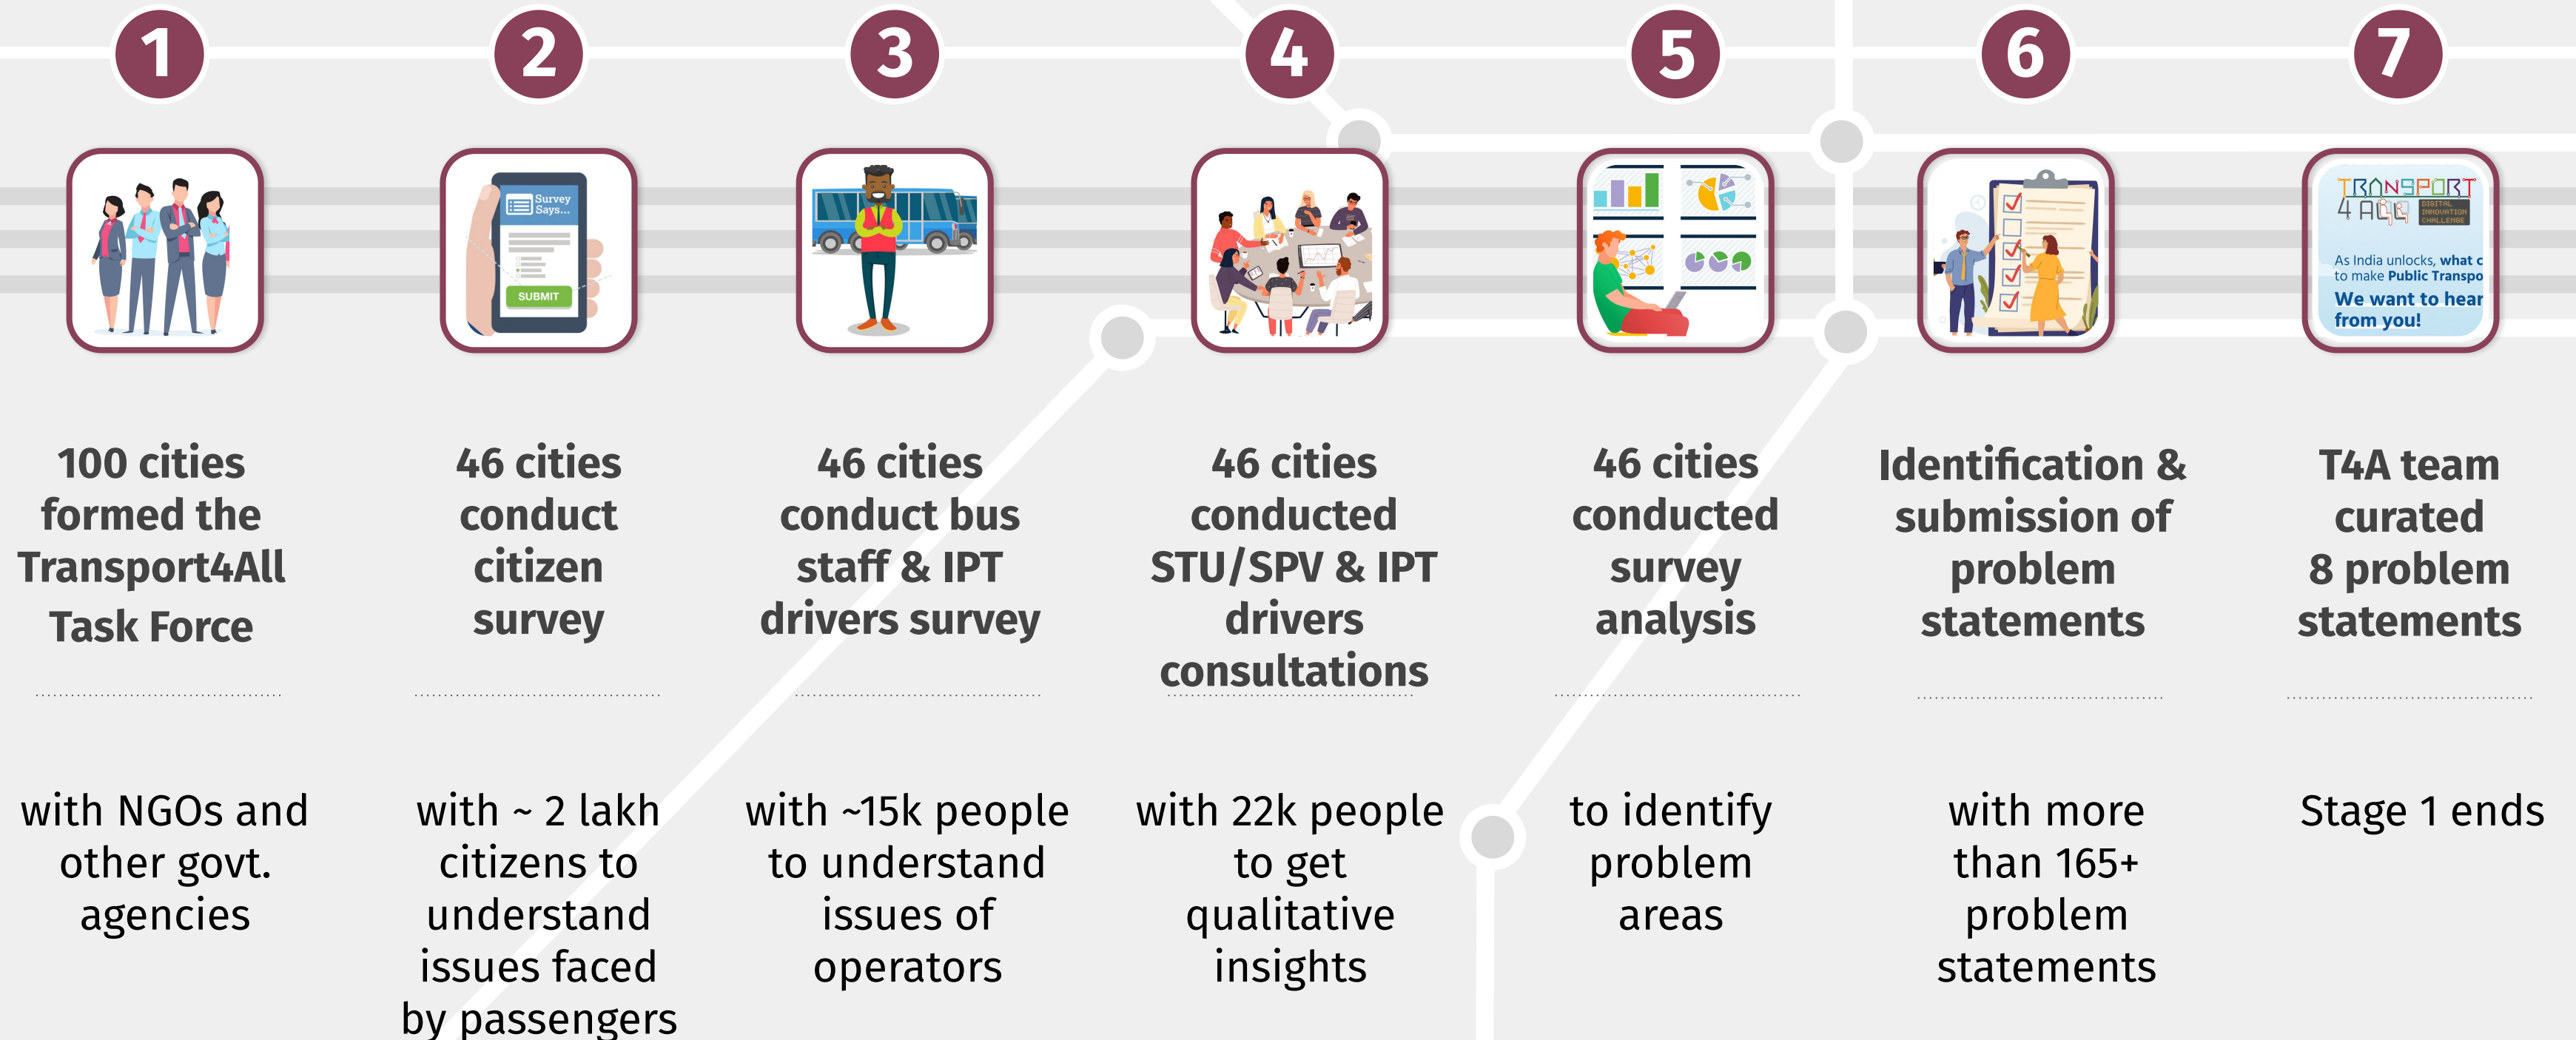 1
2
3
4
5
6
7
Survey
Says...
SUBMIT
TRANSPORT
4 ALL
DIGITAL
INNOVATION
CHALLENGE
As India unlocks, what c
to make Public Transpo
We want to hear
from you!
100 cities
formed the
Transport4All
Task Force
with NGOs and
other govt.
agencies
46 cities
conduct
citizen
survey
with ~ 2 lakh
citizens to
understand
issues faced
by passengers
46 cities
conduct bus
staff & IPT
drivers survey
with ~15k people
to understand
issues of
operators
46 cities
conducted
STU/SPV & IPT
drivers
consultations
with 22k people
to get
qualitative
insights
46 cities
conducted
survey
analysis
to identify
problem
areas
Identification &
submission of
problem
statements
with more
than 165+
problem
statements
T4A team
curated
8 problem
statements
Stage 1 ends